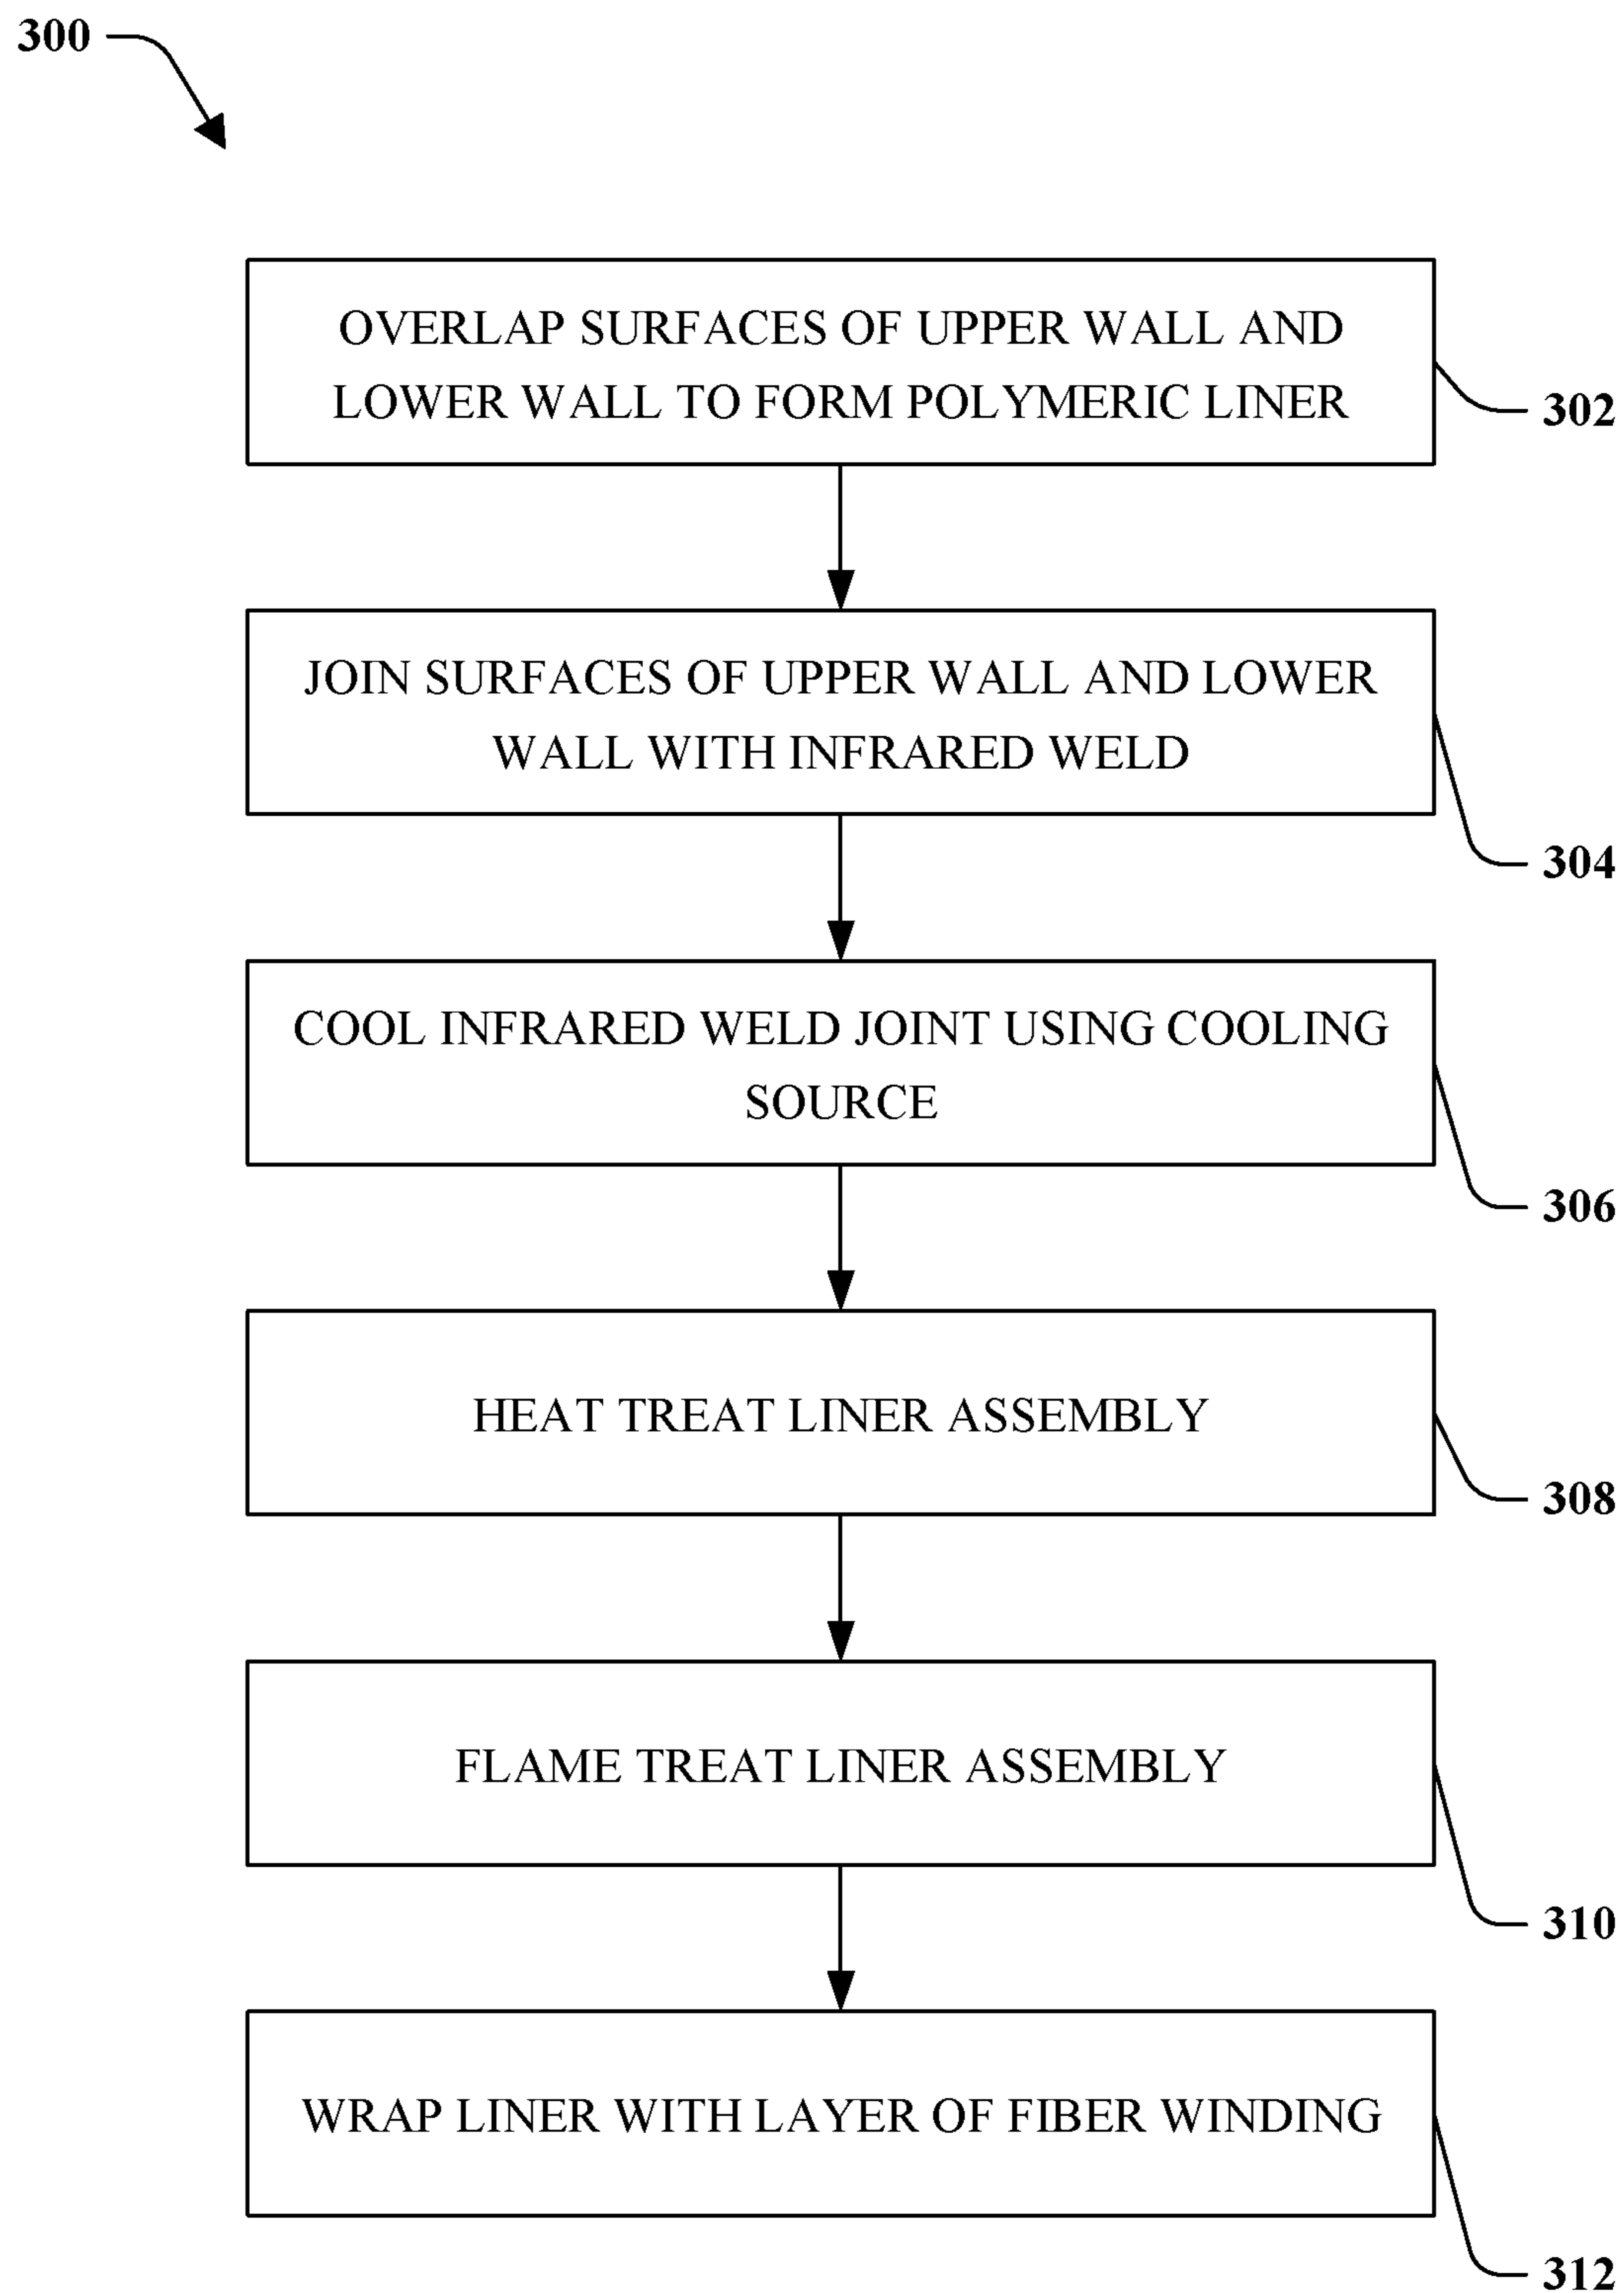 300
OVERLAP SURFACES OF UPPER WALL AND
LOWER WALL TO FORM POLYMERIC LINER
302
JOIN SURFACES OF UPPER WALL AND LOWER
WALL WITH INFRARED WELD
304
COOL INFRARED WELD JOINT USING COOLING
SOURCE
306
HEAT TREAT LINER ASSEMBLY
308
FLAME TREAT LINER ASSEMBLY
310
WRAP LINER WITH LAYER OF FIBER WINDING
312